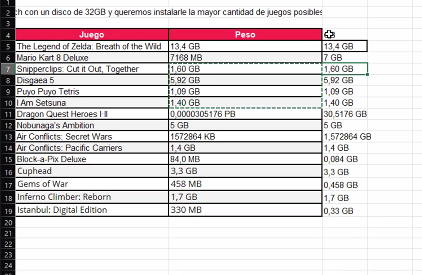 ch con un disco de 32GB y queremos instalarle la mayor cantidad de juegos posibles
Juego Peso
5 The Legend of Zelda: Breath of the Wild 13,4 GB 13,4 GB
6 Mario Kart 8 Deluxe 7168 MB 7 GB
7 Snipperclips: Cut it Out, Together 1,60 GB 1,60 GB
8 Disgaea 5 5,92 GB 5,92 GB
9 Puyo Puyo Tetris 1,09 GB 1,09 GB
10 I Am Setsuna 1,40 GB 1,40 GB
11 Dragon Quest Heroes I·II 0,0000305176 PB 30,5176 GB
12 Nobunaga's Ambition 5 GB 5 GB
13 Air Conflicts: Secret Wars 1572864 KB 1,572864 GB
14 Air Conflicts: Pacific Carriers 1,4 GB 1,4 GB
15 Block-a-Pix Deluxe 84,0 MB 0,084 GB
16 Cuphead 3,3 GB 3,3 GB
17 Gems of War 458 MB 0,458 GB
18 Inferno Climber: Reborn 1,7 GB 1,7 GB
19 Istanbul: Digital Edition 330 MB 0,33 GB
20
21
22
23
24